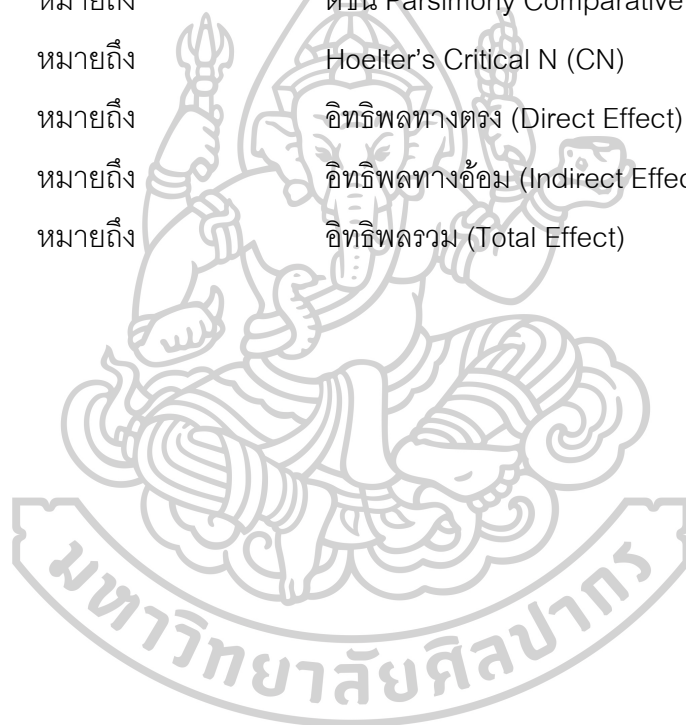 หมายถึง ดัชนี Parsimony Comparative
หมายถึง Hoelter's Critical N (CN)
หมายถึง อิทธิพลทางตรง (Direct Effect)
หมายถึง อิทธิพลทางอ้อม (Indirect
หมายถึง อิทธิพลรวม (Total Effect)
มหาวิทยาลัยศิลปากร